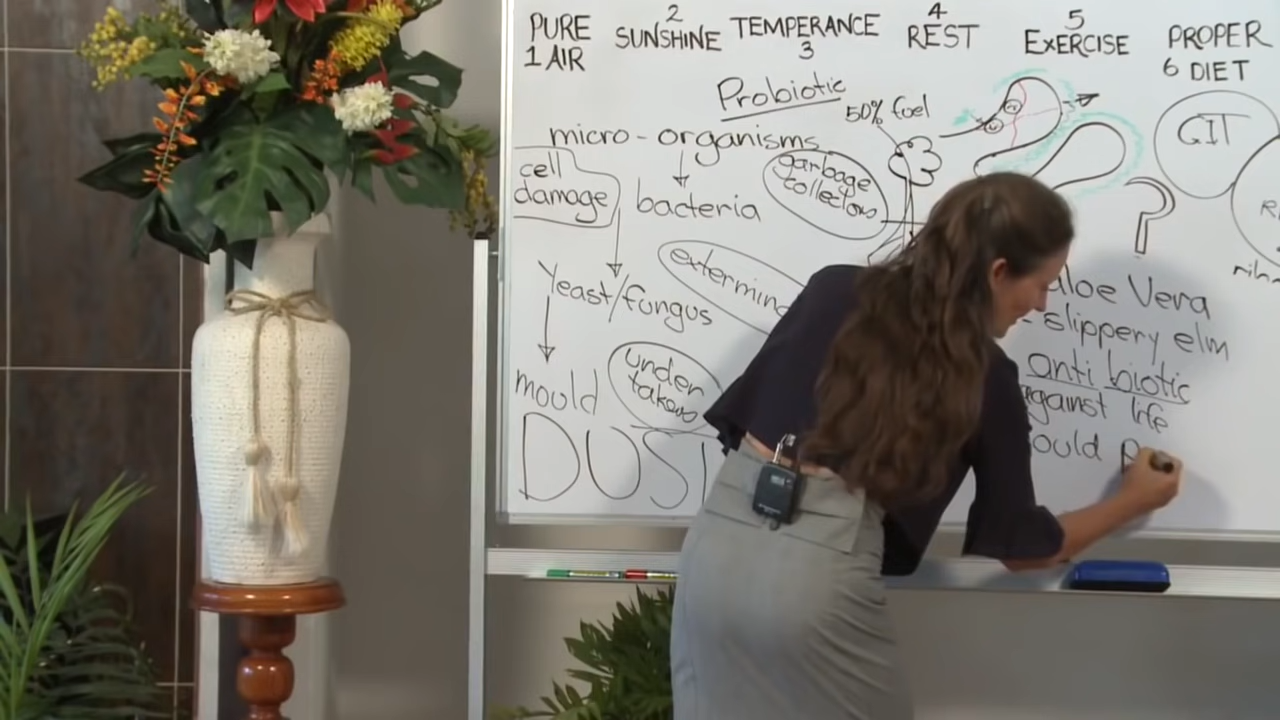 PURE
1 AIR
2
SUNSHINE
TEMPERANCE
3
4
REST
5
EXERCISE
PROPER
6 DIET
Probiotic
50% fuel
GIT
micro-organisms
cell
damage
bacteria
garbage
collectors
Yeast/fungus
mould
under
takers
DUST
aloe Vera
- slippery elm
anti biotic
against life